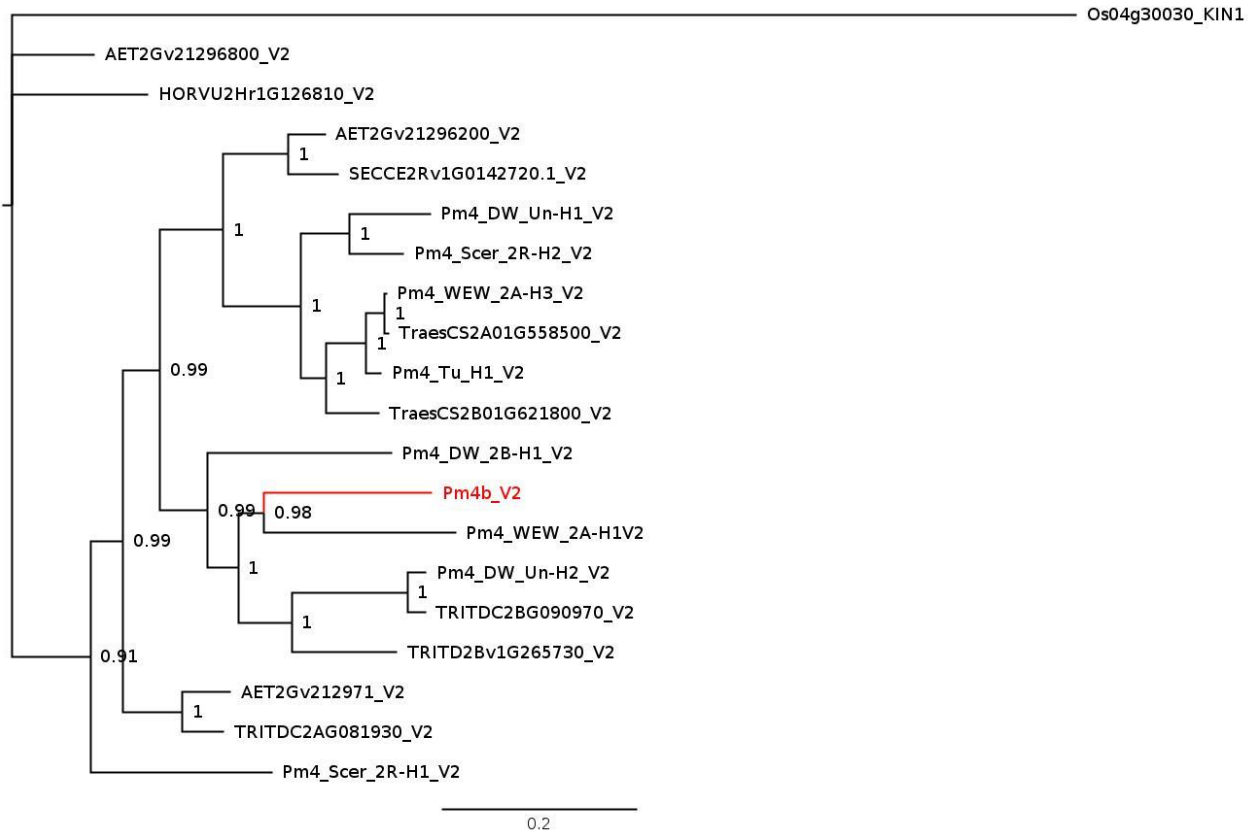 Os04g30030_KIN1
AET2Gv21296800_V2
HORVU2Hr1G126810_V2
AET2Gv21296200_V2
1
SECCE2Rv1G0142720.1_V2
Pm4_DW_Un-H1_V2
1
1
Pm4_Scer_2R-H2_V2
Pm4_WEW_2A-H3_V2
1
1
TraesCS2A01G558500_V2
1
0.99
Pm4_Tu_H1_V2
1
TraesCS2B01G621800_V2
Pm4_DW_2B-H1_V2
Pm4b_V2
0.99
0.98
Pm4_WEW_2A-H1V2
0.99
1
Pm4_DW_Un-H2_V2
1
TRITDC2BG090970_V2
1
TRITD2Bv1G265730_V2
0.91
AET2Gv212971_V2
1
TRITDC2AG081930_V2
Pm4_Scer_2R-H1_V2
0.2